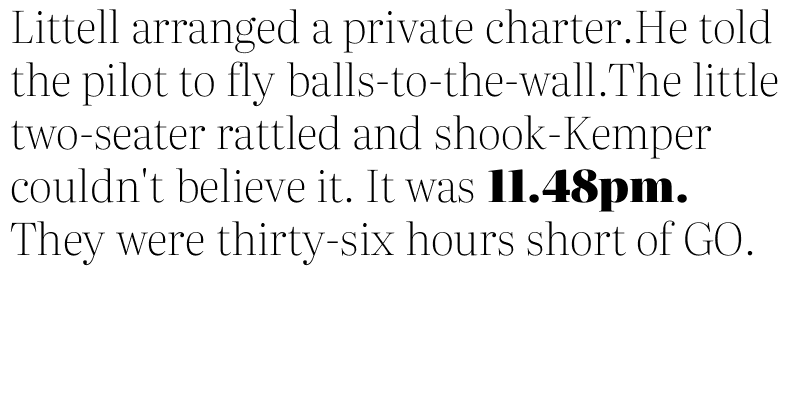 Littell arranged a private charter.He told
the pilot to fly balls-to-the-wall.The little
two-seater rattled and shook-Kemper
couldn't believe it. It was 11.48pm.
They were thirty-six hours short of GO.